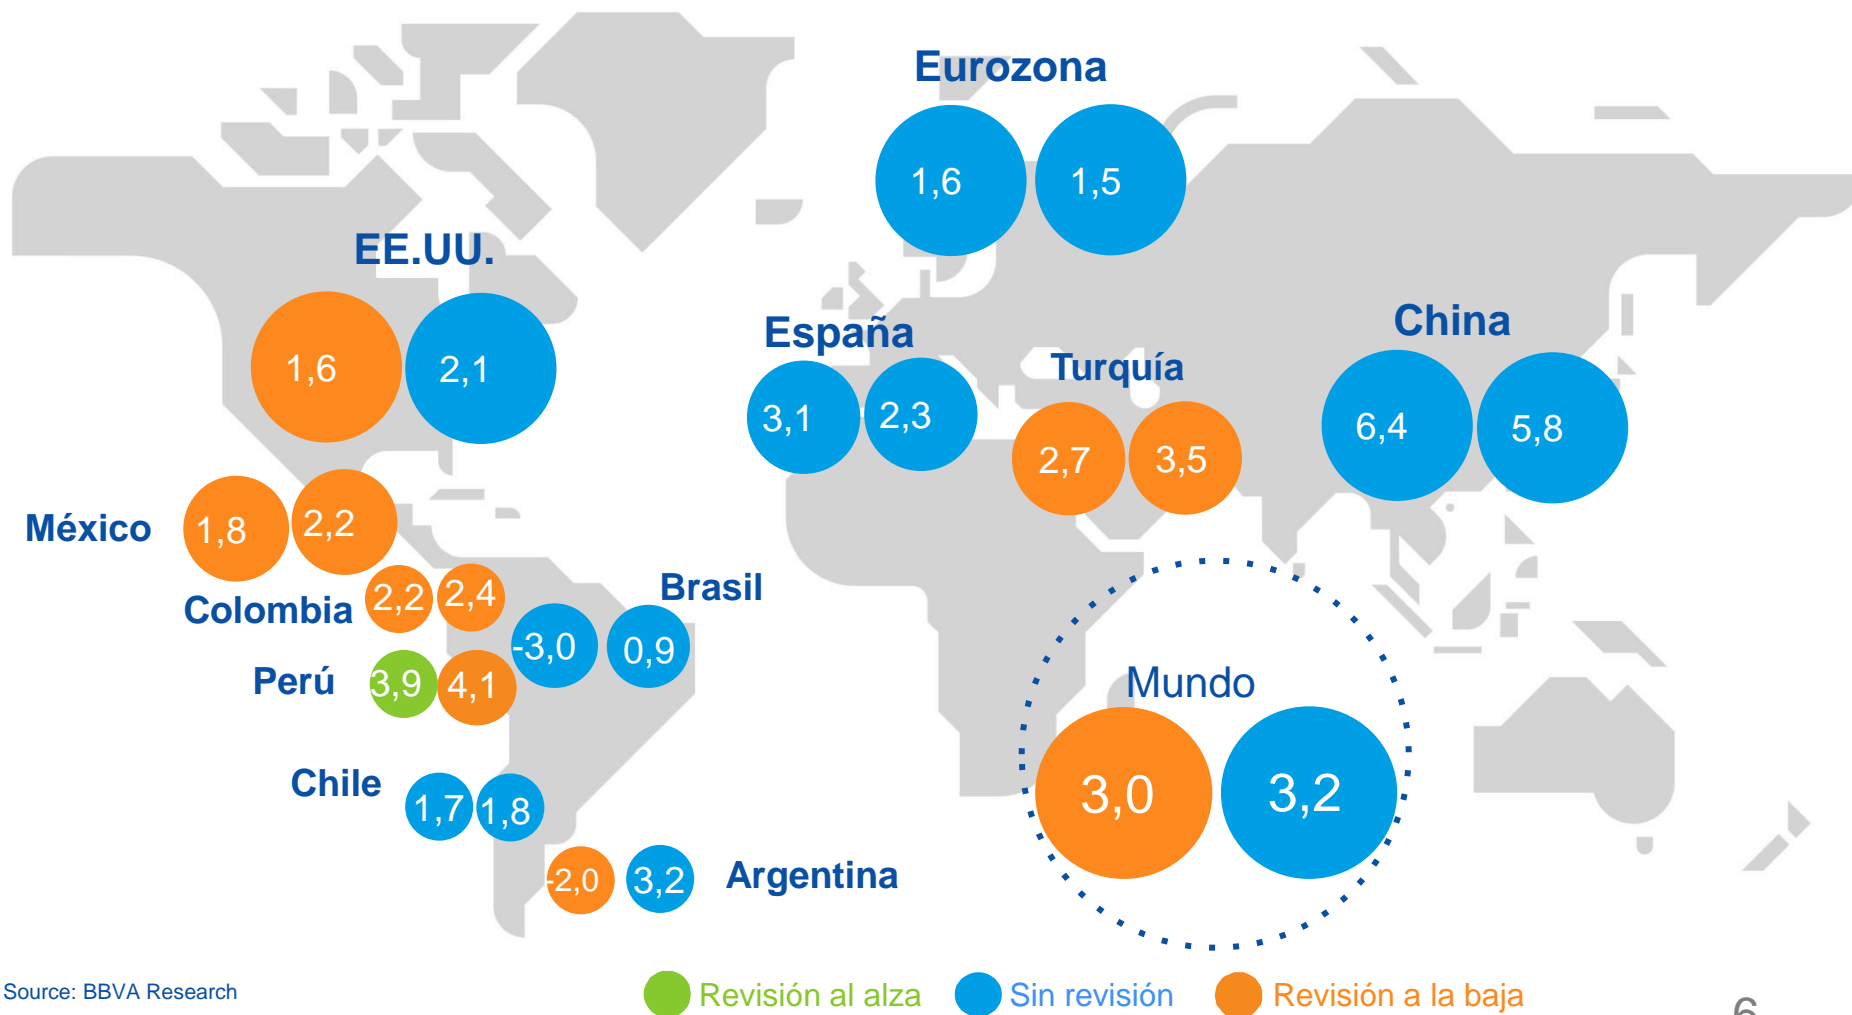 Eurozona
1,6 1,5
EE.UU.
1,6 2,1
España
3,1 2,3
Turquía
2,7 3,5
China
6,4 5,8
México
1,8 2,2
Colombia
2,2 2,4
Brasil
-3,0 0,9
Perú
3,9 4,1
Mundo
3,0 3,2
Chile
1,7 1,8
Argentina
-2,0 3,2
Source: BBVA Research
Revisión al alza Sin revisión Revisión a la baja
6